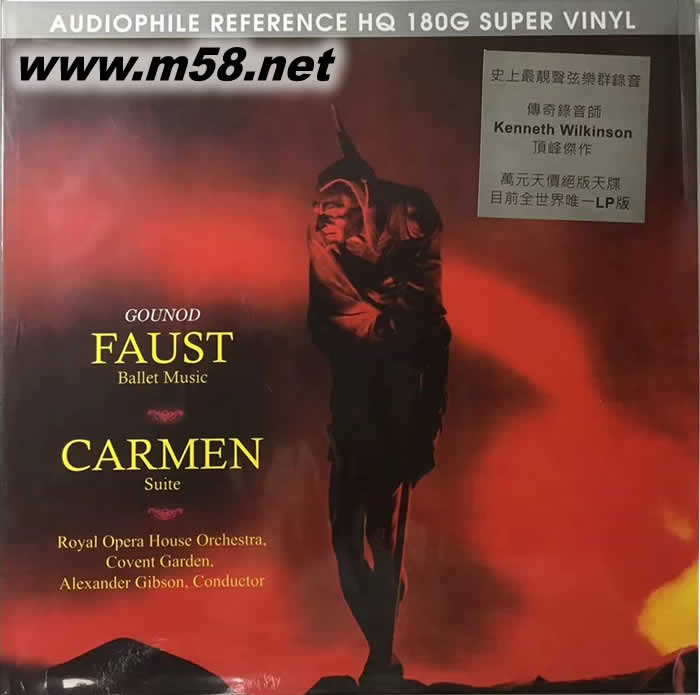 AUDIOPHILE REFERENCE HQ 180G SUPER VINYL
www.m58.net
史上最靚聲弦樂群錄音
傳奇錄音師
Kenneth Wilkinson
頂峰傑作
萬元天價絕版天碟
目前全世界唯一LP版
GOUNOD
FAUST
Ballet Music
CARMEN
Suite
Royal Opera House Orchestra,
Covent Garden,
Alexander Gibson, Conductor